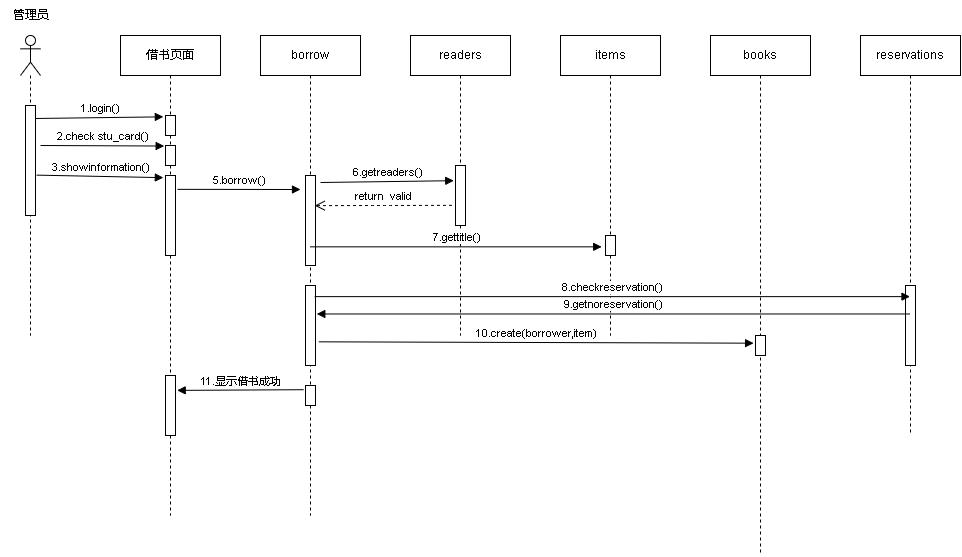 管理员
借书页面
borrow
readers
items
books
reservations
1.login()
2.check stu_card()
3.showinformation()
5.borrow()
6.getreaders()
return valid
7.gettitle()
8.checkreservation()
9.getnoreservation()
10.create(borrower,item)
11.显示借书成功